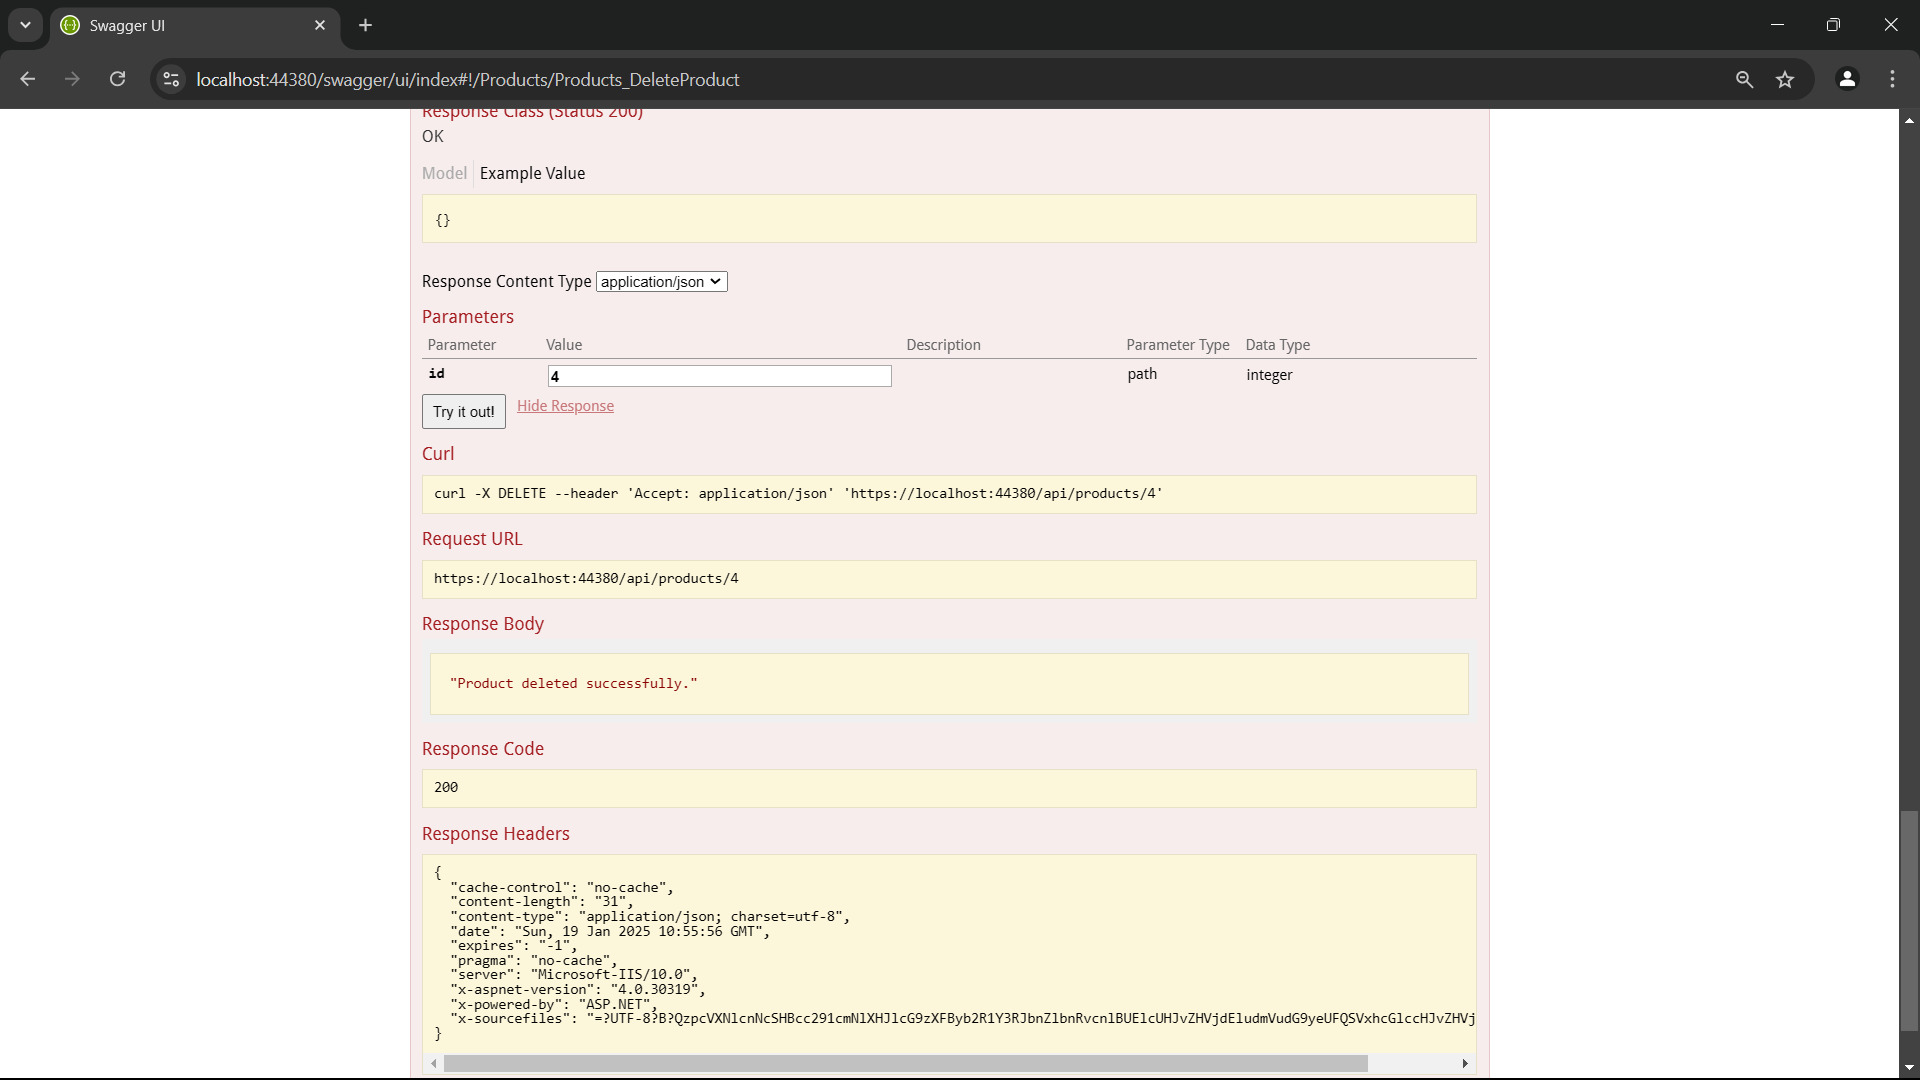 Swagger UI
localhost:44380/swagger/ui/index#!/Products/Products_DeleteProduct
Response Class (Status 200)
OK
Model Example Value
{}
Response Content Type application/json
Parameters
Parameter Value Description Parameter Type Data Type
id 4 path integer
Try it out! Hide Response
Curl
curl -X DELETE --header 'Accept: application/json' 'https://localhost:44380/api/products/4'
Request URL
https://localhost:44380/api/products/4
Response Body
"Product deleted successfully."
Response Code
200
Response Headers
{
"cache-control": "no-cache",
"content-length": "31",
"content-type": "application/json; charset=utf-8",
"date": "Sun, 19 Jan 2025 10:55:56 GMT",
"expires": "-1",
"pragma": "no-cache",
"server": "Microsoft-IIS/10.0",
"x-aspnet-version": "4.0.30319",
"x-powered-by": "ASP.NET",
"x-sourcefiles": "=?UTF-8?B?QzpcVXNlcnNcSHBcc291cmNlXHJlcG9zXFByb2R1Y3RJbnZlbnRvcnlBUElcUHJvZHVjdEludmVudG9yeUFQSVxhcGlccHJvZHVj
}